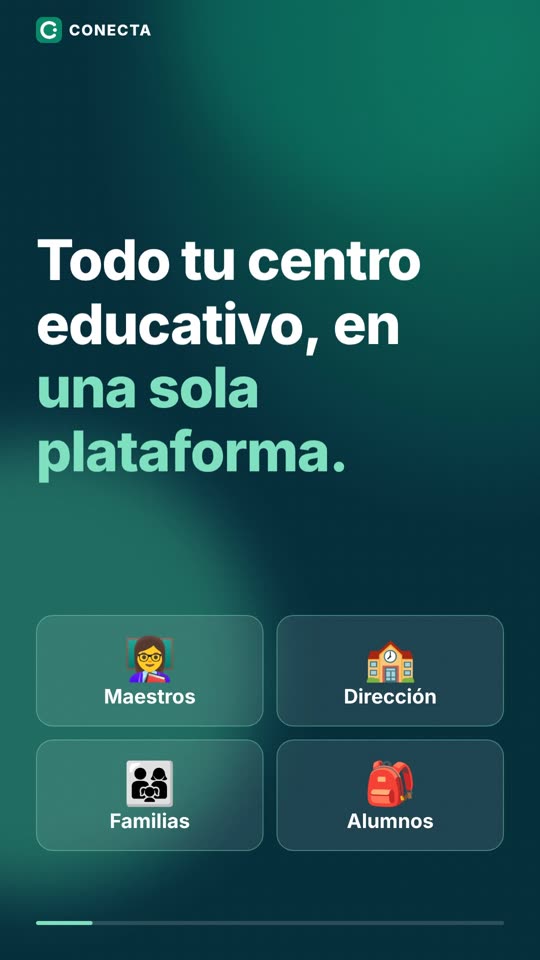 CONECTA
Todo tu centro
educativo, en
una sola
plataforma.
Maestros
Dirección
Familias
Alumnos